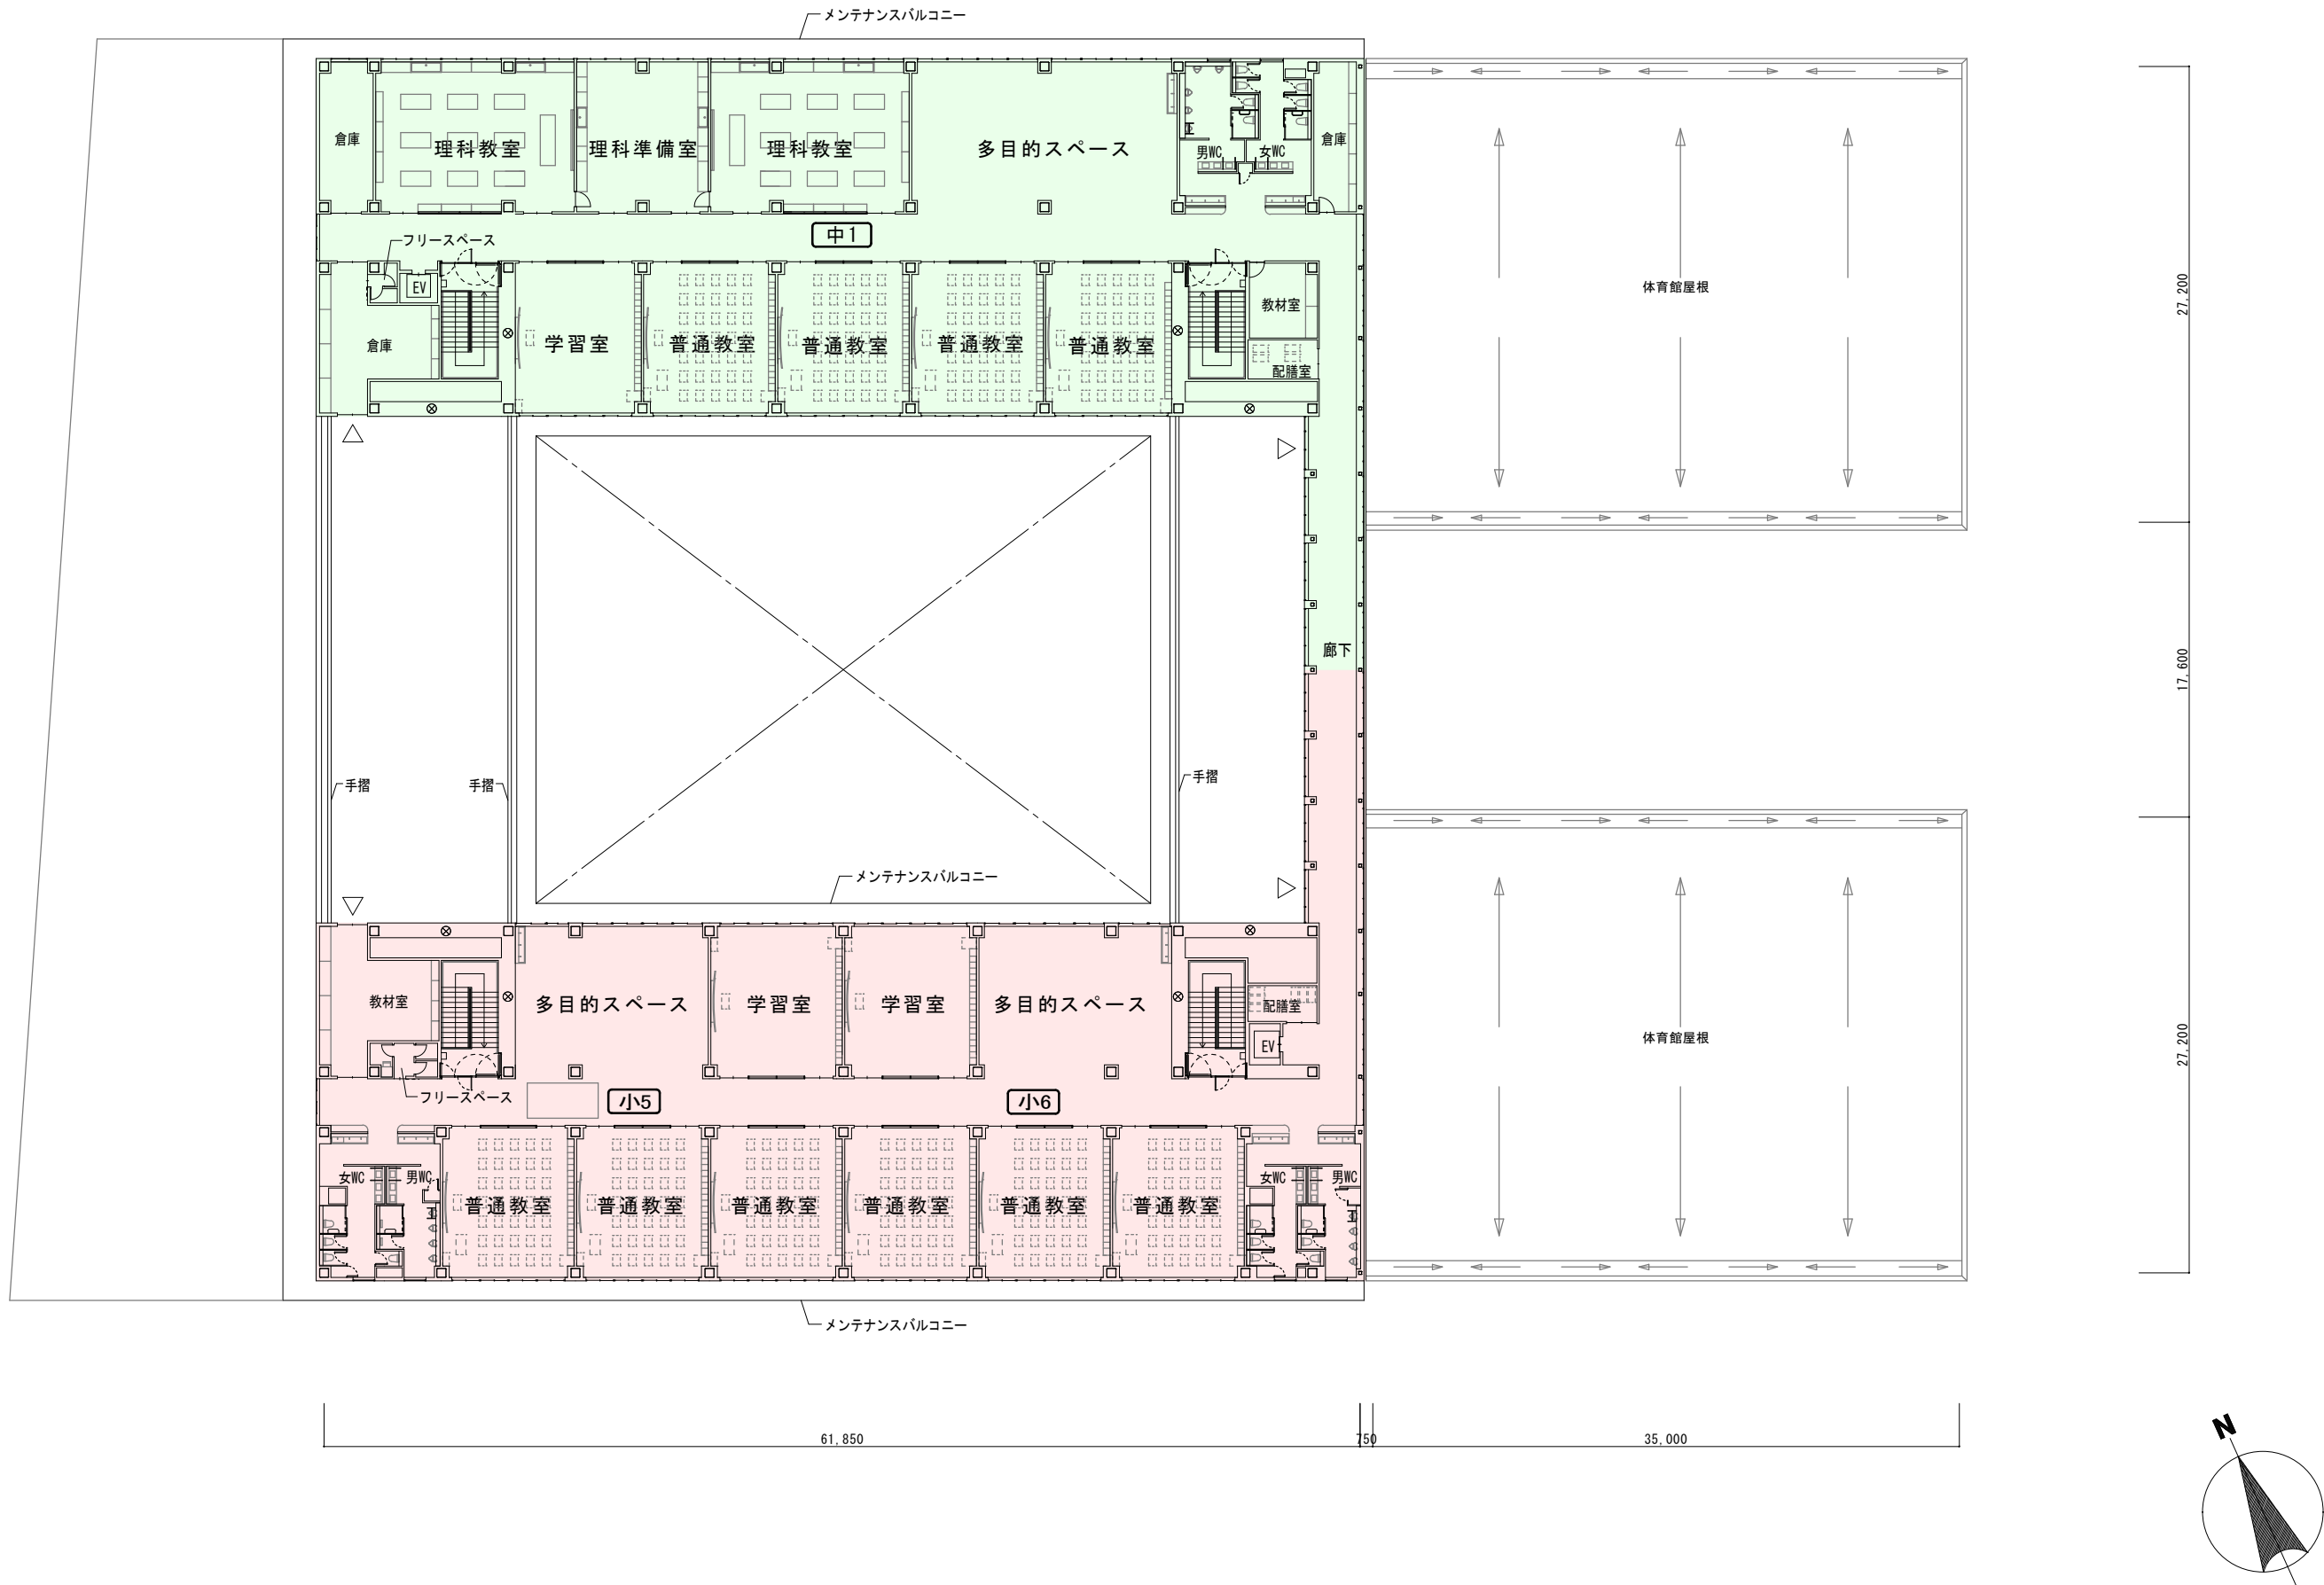 メンテナンスバルコニー
倉庫
理科教室
理科準備室
理科教室
多目的スペース
男WC
女WC
倉庫
フリースペース
中1
EV
倉庫
学習室
普通教室
普通教室
普通教室
普通教室
教材室
配膳室
体育館屋根
27,200
廊下
17,600
手摺
手摺
手摺
メンテナンスバルコニー
教材室
多目的スペース
学習室
学習室
多目的スペース
配膳室
EV
体育館屋根
27,200
フリースペース
小5
小6
女WC
男WC
普通教室
普通教室
普通教室
普通教室
普通教室
普通教室
女WC
男WC
メンテナンスバルコニー
61,850
750
35,000
N